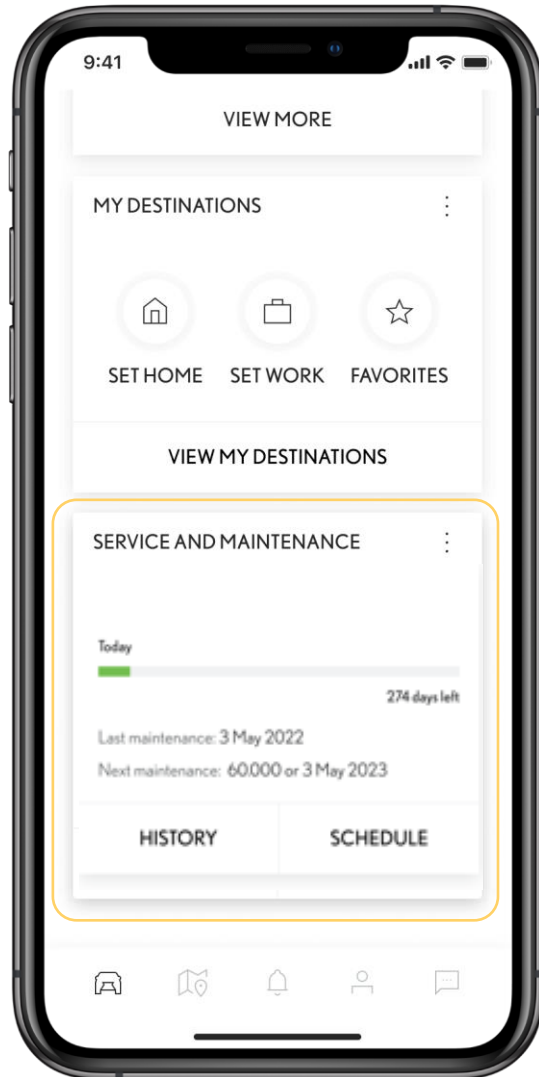 9:41
VIEW MORE
MY DESTINATIONS
SET HOME SET WORK FAVORITES
VIEW MY DESTINATIONS
SERVICE AND MAINTENANCE
Today
274 days left
Last maintenance: 3 May 2022
Next maintenance: 60.000 or 3 May 2023
HISTORY SCHEDULE